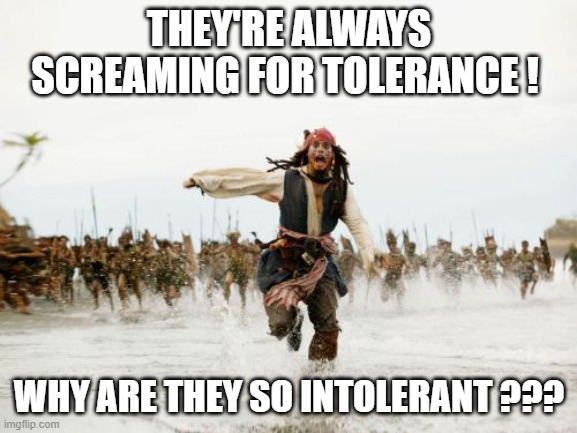 THEY'RE ALWAYS
SCREAMING FOR TOLERANCE !
WHY ARE THEY SO INTOLERANT ???
imgflip.com